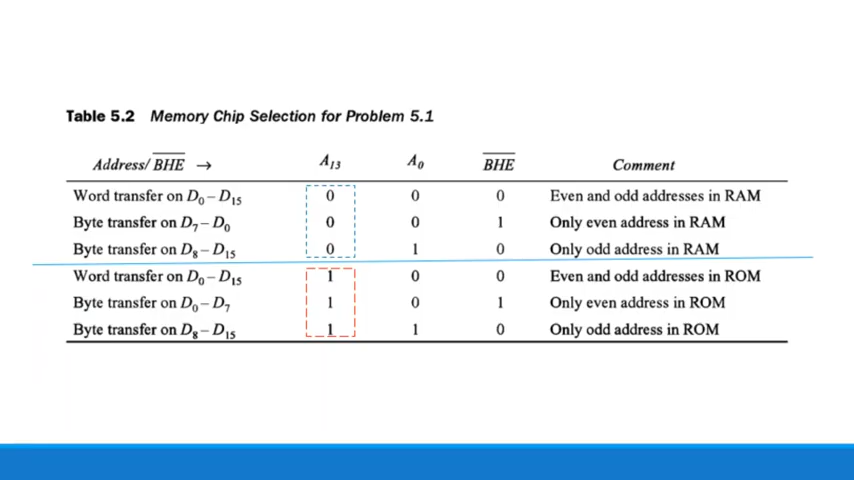 Table 5.2 Memory Chip Selection for Problem 5.1
Address/B̅H̅E̅ → A₁₃ A₀ B̅H̅E̅ Comment
Word transfer on D₀ – D₁₅ 0 0 0 Even and odd addresses in RAM
Byte transfer on D₇ – D₀ 0 0 1 Only even address in RAM
Byte transfer on D₈ – D₁₅ 0 1 0 Only odd address in RAM
Word transfer on D₀ – D₁₅ 1 0 0 Even and odd addresses in ROM
Byte transfer on D₀ – D₇ 1 0 1 Only even address in ROM
Byte transfer on D₈ – D₁₅ 1 1 0 Only odd address in ROM